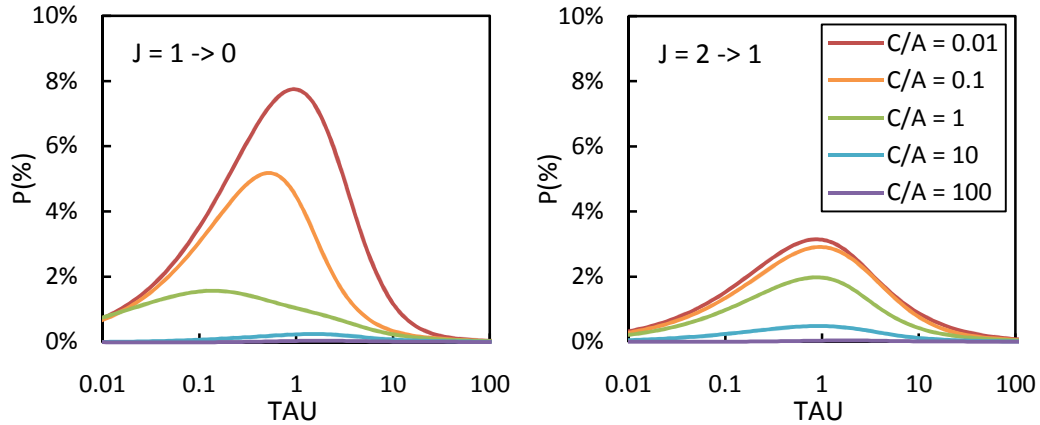 10%
8%
6%
4%
2%
0%
P(%)
J = 1 -> 0
0.01
0.1
1
10
100
TAU
10%
8%
6%
4%
2%
0%
P(%)
J = 2 -> 1
C/A = 0.01
C/A = 0.1
C/A = 1
C/A = 10
C/A = 100
0.01
0.1
1
10
100
TAU